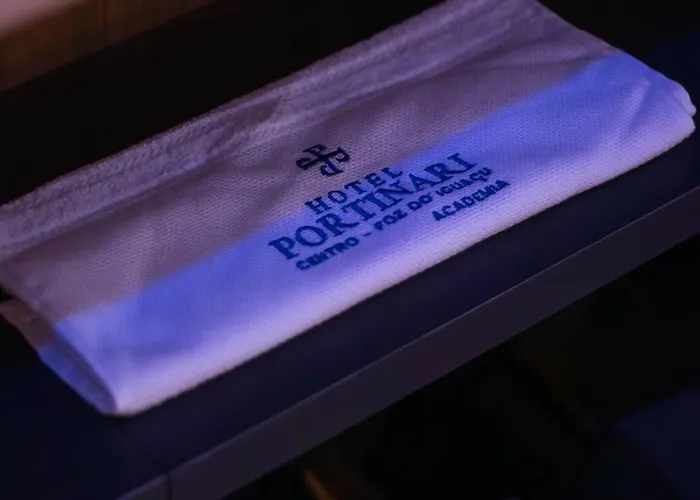 HOTEL
PORTINARI
CENTRO - FOZ DO IGUAÇU
ACADEMIA